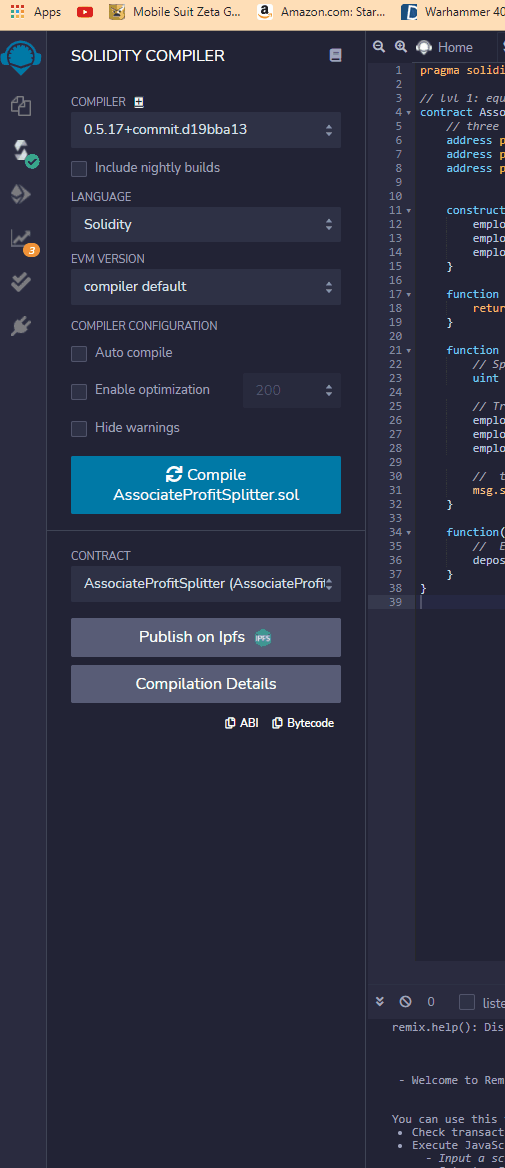 Apps Mobile Suit Zeta G... Amazon.com: Star... Warhammer 40
SOLIDITY COMPILER
COMPILER
0.5.17+commit.d19bba13
Include nightly builds
LANGUAGE
Solidity
EVM VERSION
compiler default
COMPILER CONFIGURATION
Auto compile
Enable optimization 200
Hide warnings
Compile
AssociateProfitSplitter.sol
CONTRACT
AssociateProfitSplitter (AssociateProfit
Publish on Ipfs IPFS
Compilation Details
ABI Bytecode
3
Home S
1 pragma solidi
2
3 // lvl 1: equ
4 contract Asso
5 // three
6 address p
7 address p
8 address p
9
10
11 construct
12 emplo
13 emplo
14 emplo
15 }
16
17 function
18 retur
19 }
20
21 function
22 // Sp
23 uint
24
25 // Tr
26 emplo
27 emplo
28 emplo
29
30 // t
31 msg.s
32 }
33
34 function(
35 // E
36 depos
37 }
38 }
39
0 liste
remix.help(): Dis
- Welcome to Rem
You can use this
• Check transact
• Execute JavaSc
- Input a sc